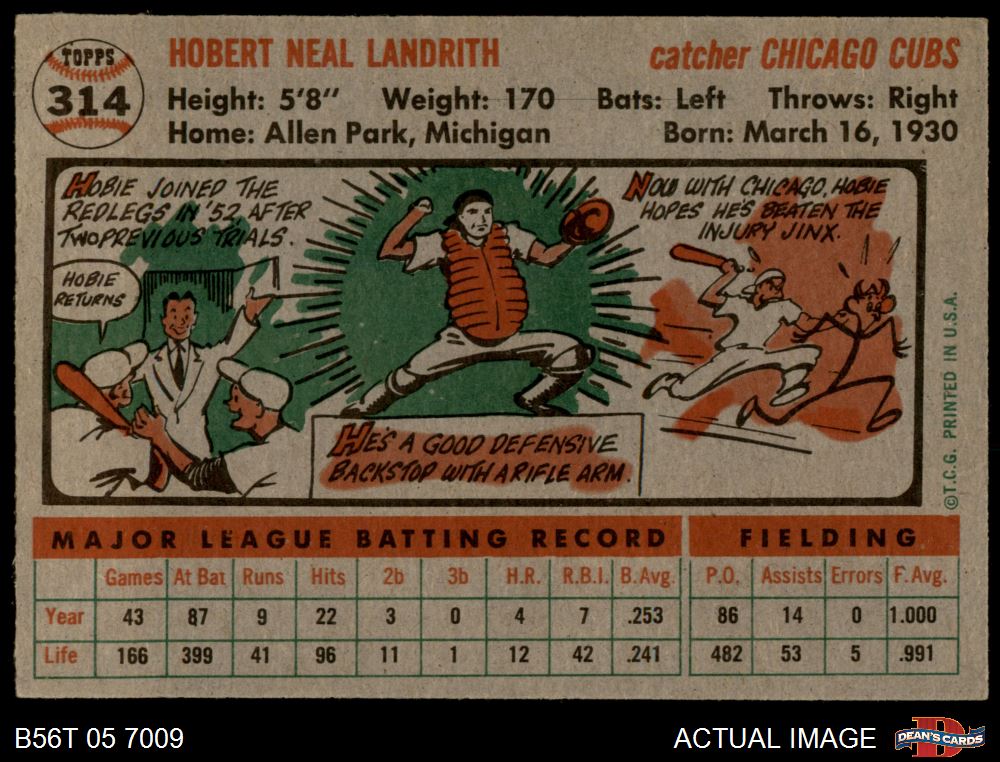 TOPPS
314
HOBERT NEAL LANDRITH
catcher CHICAGO CUBS
Height: 5'8" Weight: 170 Bats: Left Throws: Right
Home: Allen Park, Michigan Born: March 16, 1930
HOBIE JOINED THE
REDLEGS IN '52 AFTER
TWO PREVIOUS TRIALS.
HOBIE
RETURNS
HE'S A GOOD DEFENSIVE
BACKSTOP WITH A RIFLE ARM.
NOW WITH CHICAGO, HOBIE
HOPES HE'S BEATEN THE
INJURY JINX.
©T.C.G. PRINTED IN U.S.A.
MAJOR LEAGUE BATTING RECORD FIELDING
Games At Bat Runs Hits 2b 3b H.R. R.B.I. B.Avg. P.O. Assists Errors F.Avg.
Year 43 87 9 22 3 0 4 7 .253 86 14 0 1.000
Life 166 399 41 96 11 1 12 42 .241 482 53 5 .991
B56T 05 7009
ACTUAL IMAGE
DEAN'S CARDS